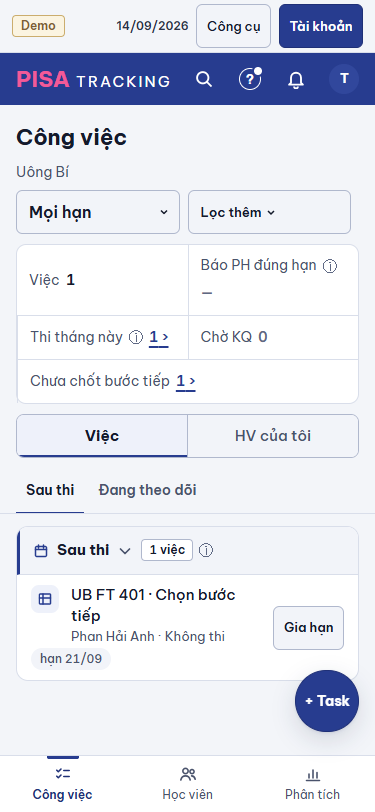 Demo
14/09/2026
Công cụ
Tài khoản
PISA TRACKING
?
T
Công việc
Uông Bí
Mọi hạn
Lọc thêm
Việc 1
Báo PH đúng hạn ⓘ
—
Thi tháng này ⓘ 1 >
Chờ KQ 0
Chưa chốt bước tiếp 1 >
Việc
HV của tôi
Sau thi
Đang theo dõi
Sau thi
1 việc ⓘ
UB FT 401 · Chọn bước
tiếp
Phan Hải Anh · Không thi
hạn 21/09
Gia hạn
+ Task
Công việc
Học viên
Phân tích